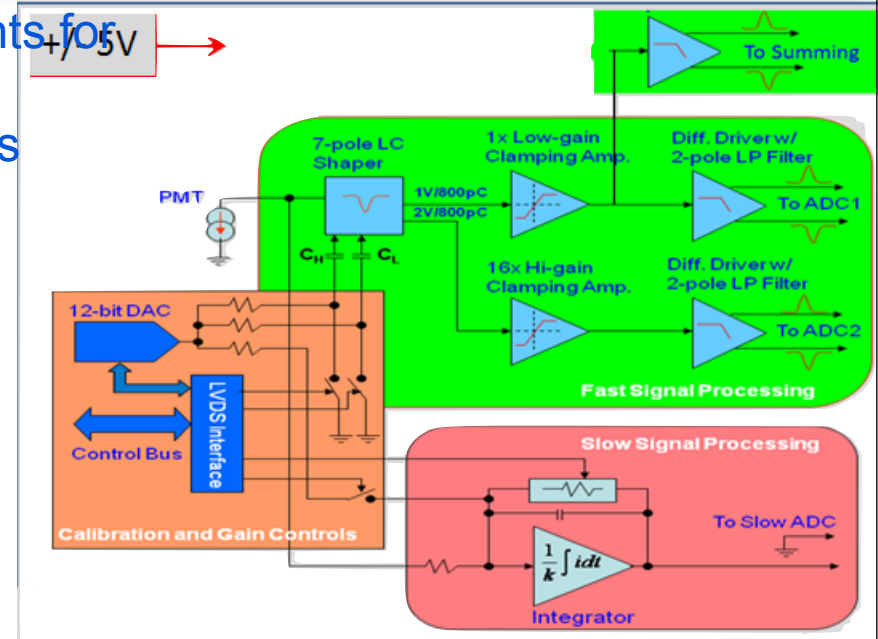 nts for
+/- 5V
s
To Summing
7-pole LC
Shaper
1x Low-gain
Clamping Amp.
Diff. Driver w/
2-pole LP Filter
PMT
1V/800pC
2V/800pC
To ADC1
CH
CL
16x Hi-gain
Clamping Amp.
Diff. Driver w/
2-pole LP Filter
To ADC2
12-bit DAC
LVDS Interface
Control Bus
Fast Signal Processing
Calibration and Gain Controls
Slow Signal Processing
To Slow ADC
1/k ∫ idt
Integrator